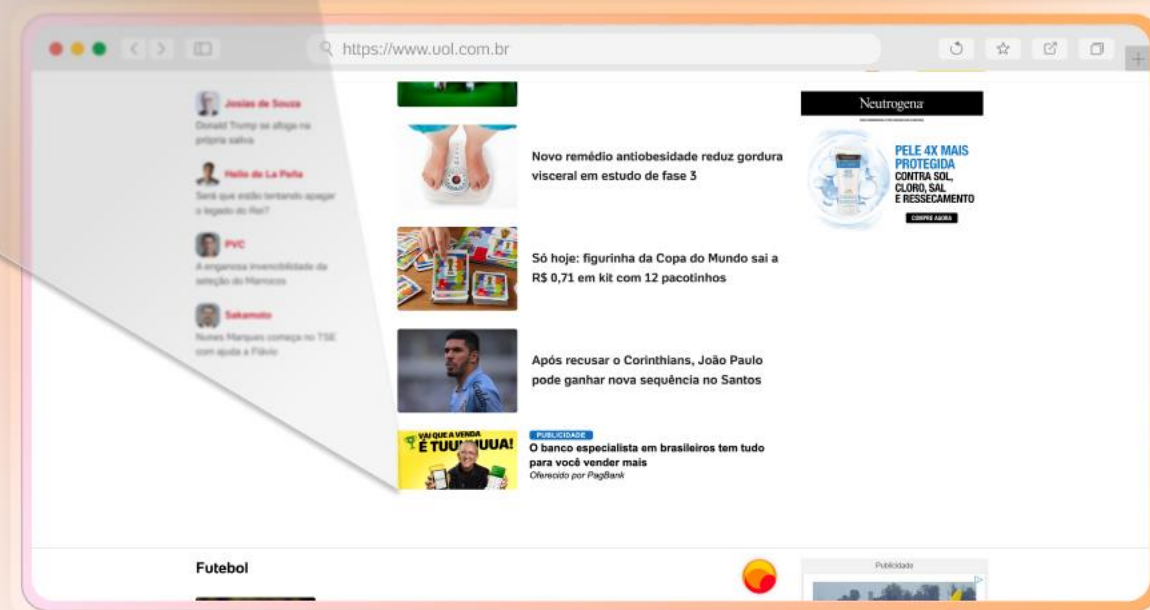 https://www.uol.com.br
Josias de Souza
Donald Trump se afoga na
própria saliva
Helio de La Peña
Será que estão tentando apagar
o legado do Rei?
PVC
A enganosa invencibilidade da
seleção do Marrocos
Sakamoto
Nunes Marques começa no TSE
com ajuda a Flávio
Novo remédio antiobesidade reduz gordura
visceral em estudo de fase 3
Só hoje: figurinha da Copa do Mundo sai a
R$ 0,71 em kit com 12 pacotinhos
Após recusar o Corinthians, João Paulo
pode ganhar nova sequência no Santos
VAI QUE A VENDA
PUBLICIDADE
O banco especialista em brasileiros tem tudo
para você vender mais
Oferecido por PagBank
Neutrogena
PELE 4X MAIS
PROTEGIDA
CONTRA SOL,
CLORO, SAL
E RESSECAMENTO
COMPRE AGORA
Futebol
Publicidade